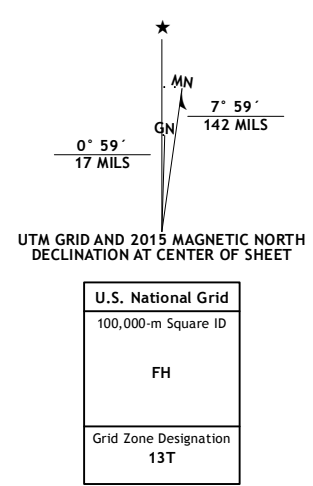 MN
7° 59´
142 MILS
GN
0° 59´
17 MILS
UTM GRID AND 2015 MAGNETIC NORTH
DECLINATION AT CENTER OF SHEET
U.S. National Grid
100,000-m Square ID
FH
Grid Zone Designation
13T